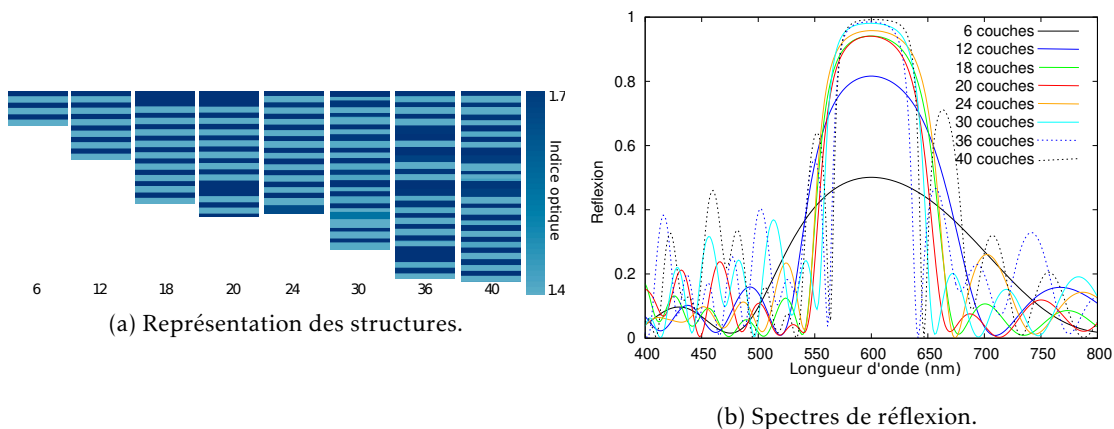 1.7
Indice optique
1.4
6 12 18 20 24 30 36 40
(a) Représentation des structures.
1
0.8
0.6
0.4
0.2
0
Reflexion
6 couches
12 couches
18 couches
20 couches
24 couches
30 couches
36 couches
40 couches
400 450 500 550 600 650 700 750 800
Longueur d'onde (nm)
(b) Spectres de réflexion.